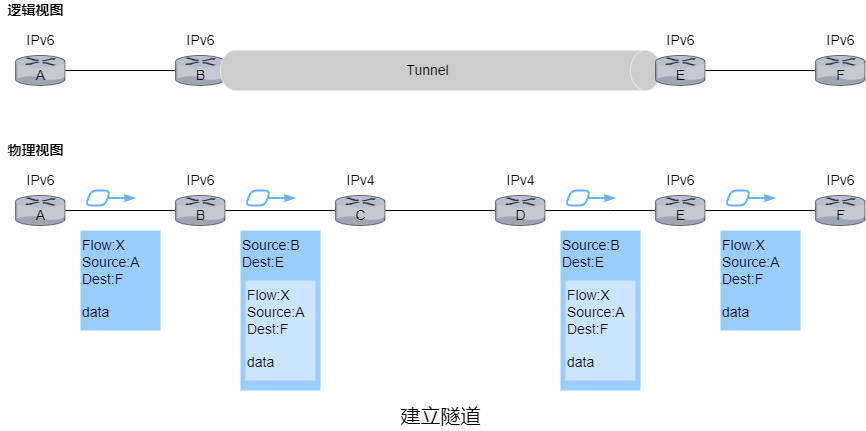 逻辑视图
IPv6 IPv6 IPv6 IPv6
A B Tunnel E F
物理视图
IPv6 IPv6 IPv4 IPv4 IPv6 IPv6
A B C D E F
Flow:X
Source:A
Dest:F
data
Source:B
Dest:E
Flow:X
Source:A
Dest:F
data
Source:B
Dest:E
Flow:X
Source:A
Dest:F
data
Flow:X
Source:A
Dest:F
data
建立隧道